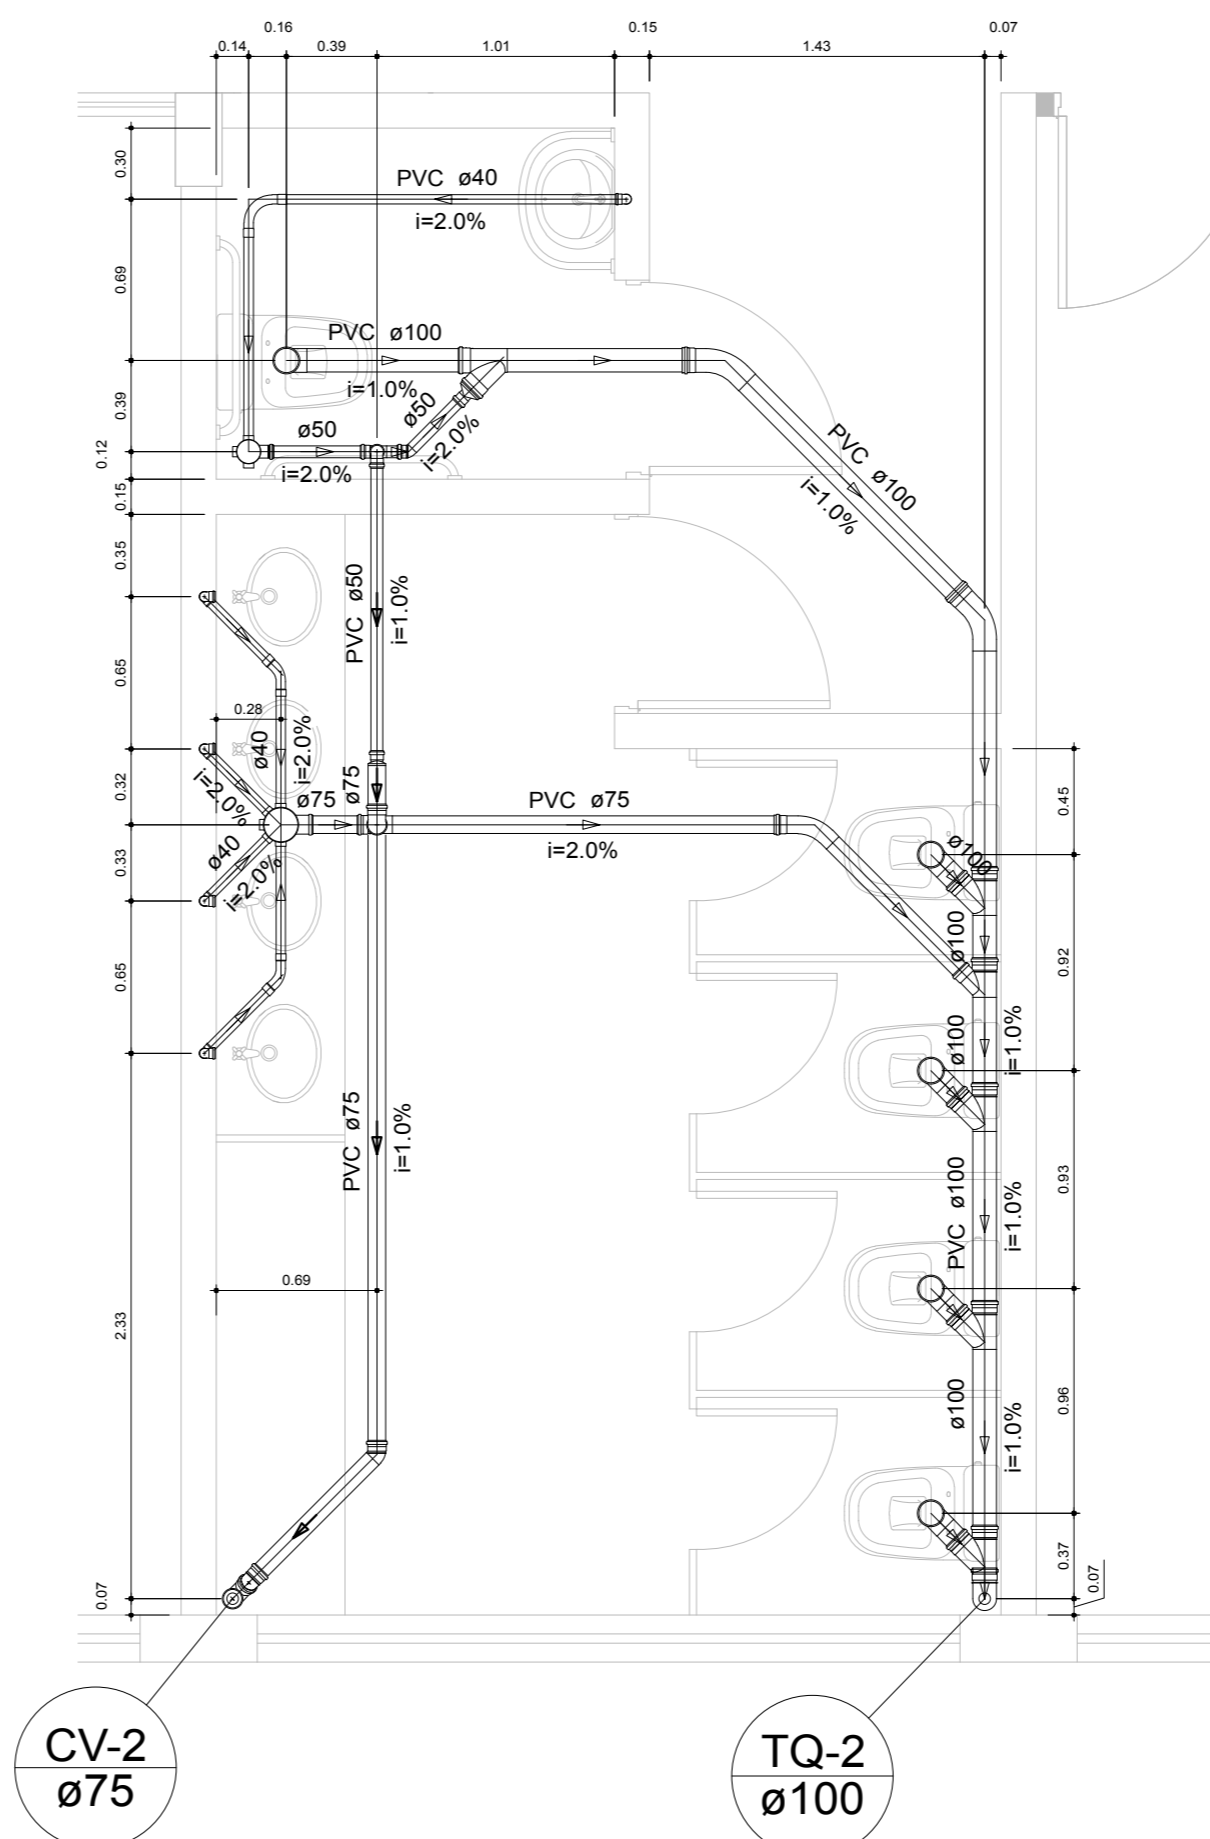 0.16
0.15
0.07
0.14
0.39
1.01
1.43
0.30
PVC ø40
i=2.0%
0.69
PVC ø100
i=1.0%
0.39
ø50
i=2.0%
0.12
ø50
i=2.0%
PVC ø100
i=1.0%
0.15
0.35
PVC ø50
i=1.0%
0.65
0.28
ø40
i=2.0%
0.32
i=2.0%
ø75
ø75
PVC ø75
i=2.0%
0.45
ø100
0.33
ø40
i=2.0%
ø100
0.92
0.65
ø100
i=1.0%
PVC ø75
i=1.0%
PVC ø100
i=1.0%
0.93
0.69
2.33
ø100
i=1.0%
0.96
0.37
0.07
0.07
CV-2
ø75
TQ-2
ø100